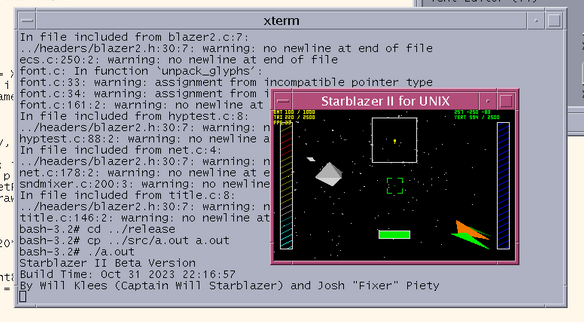 xterm
In file included from blazer2.c:7:
../headers/blazer2.h:30:7: warning: no newline at end of file
ecs.c:250:2: warning: no newline at end of file
font.c: In function 'unpack_glyphs':
font.c:33: warning: assignment from incompatible pointer type
font.c:34: warning: assignment from i
font.c:161:2: warning: no newline at
In file included from hyptest.c:8:
../headers/blazer2.h:30:7: warning: n
hyptest.c:88:2: warning: no newline a
In file included from net.c:4:
../headers/blazer2.h:30:7: warning: n
net.c:178:2: warning: no newline at e
sndmixer.c:200:3: warning: no newline
In file included from title.c:8:
../headers/blazer2.h:30:7: warning: n
title.c:146:2: warning: no newline at
bash-3.2# cd ../release
bash-3.2# cp ../src/a.out a.out
bash-3.2# ./a.out
Starblazer II Beta Version
Build Time: Oct 31 2023 22:16:57
By Will Klees (Captain Will Starblazer) and Josh "Fixer" Piety
Starblazer II for UNIX